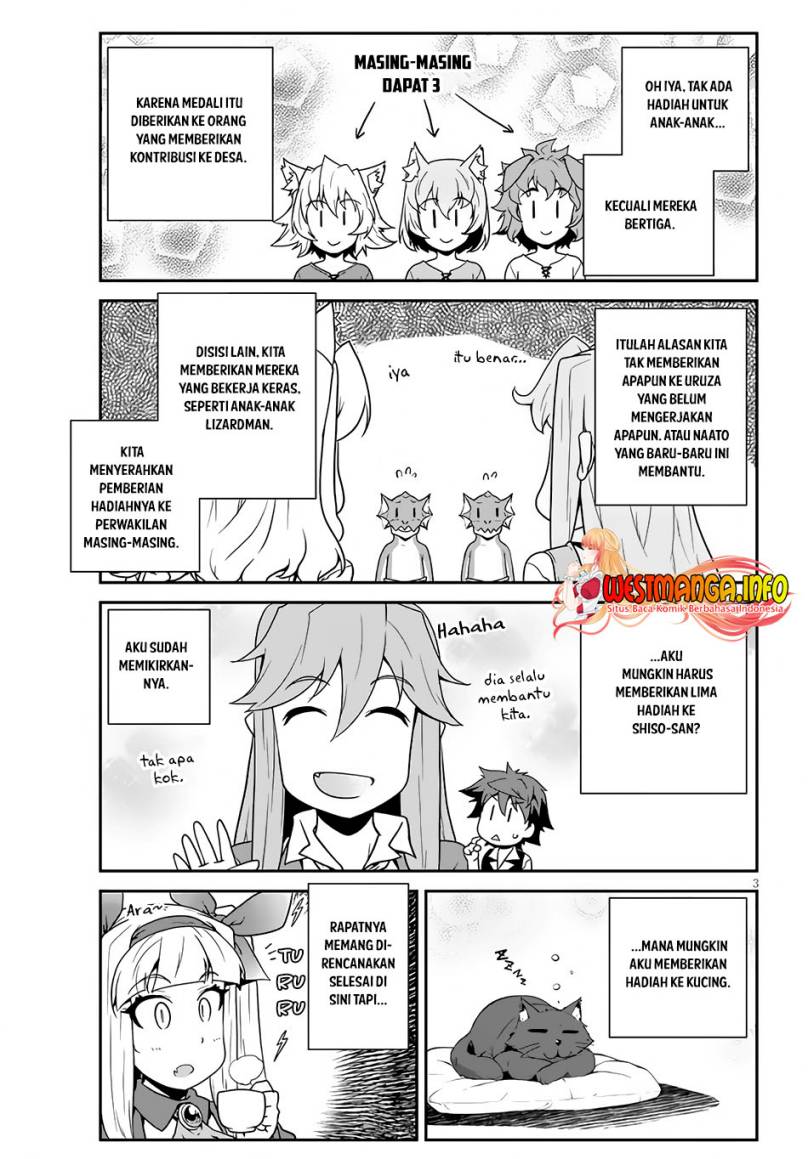 OH IYA, TAK ADA
HADIAH UNTUK
ANAK-ANAK...
KECUALI MEREKA
BERTIGA.
MASING-MASING
DAPAT 3
KARENA MEDALI ITU
DIBERIKAN KE ORANG
YANG MEMBERIKAN
KONTRIBUSI KE DESA.
ITULAH ALASAN KITA
TAK MEMBERIKAN
APAPUN KE URUZA
YANG BELUM
MENGERJAKAN
APAPUN, ATAU NAATO
YANG BARU-BARU INI
MEMBANTU.
itu benar...
iya
DISISI LAIN, KITA
MEMBERIKAN MEREKA
YANG BEKERJA KERAS,
SEPERTI ANAK-ANAK
LIZARDMAN.
KITA
MENYERAHKAN
PEMBERIAN
HADIAHNYA KE
PERWAKILAN
MASING-MASING.
WESTMANGA.INFO
Situs Baca Komik Berbahasa Indonesia
...AKU
MUNGKIN HARUS
MEMBERIKAN LIMA
HADIAH KE
SHISO-SAN?
Hahaha
dia selalu
membantu
kita.
AKU SUDAH
MEMIKIRKAN-
NYA.
tak apa
kok.
3
...MANA MUNGKIN
AKU MEMBERIKAN
HADIAH KE KUCING.
RAPATNYA
MEMANG DI-
RENCANAKAN
SELESAI DI
SINI TAPI...
TU
RU
RU
Ara~